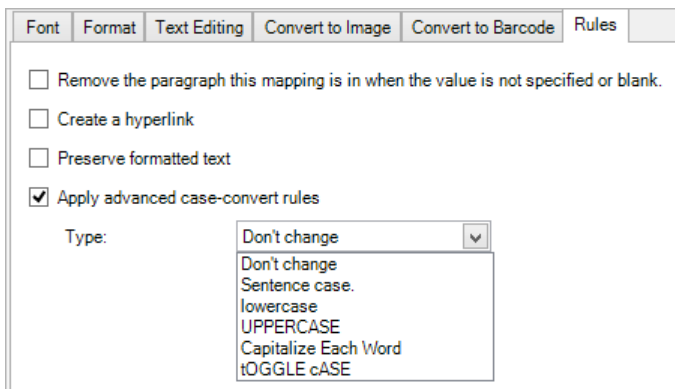 Font Format Text Editing Convert to Image Convert to Barcode Rules
Remove the paragraph this mapping is in when the value is not specified or blank.
Create a hyperlink
Preserve formatted text
Apply advanced case-convert rules
Type: Don't change
Don't change
Sentence case.
lowercase
UPPERCASE
Capitalize Each Word
tOGGLE cASE